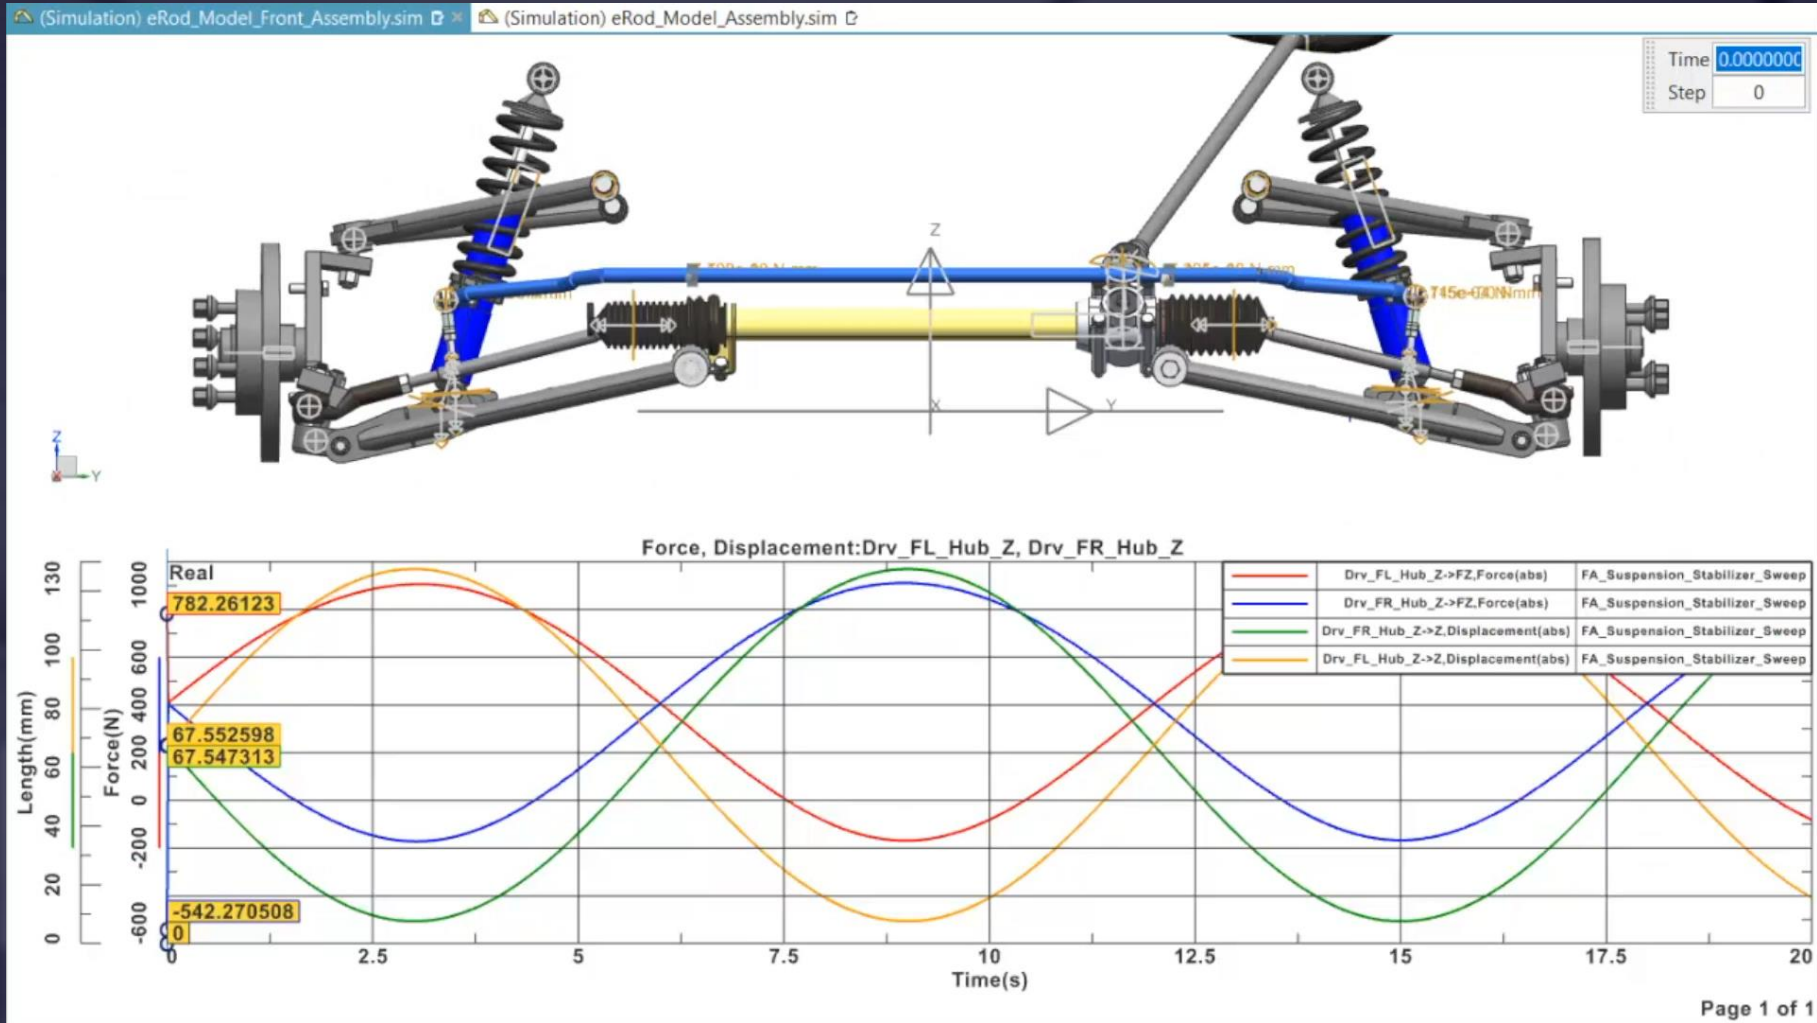 (Simulation) eRod_Model_Front_Assembly.sim
(Simulation) eRod_Model_Assembly.sim
Time 0.0000000
Step 0
Z
Y
X
Z
Y
X
Force, Displacement:Drv_FL_Hub_Z, Drv_FR_Hub_Z
Real
782.26123
67.552598
67.547313
-542.270508
0
Drv_FL_Hub_Z->FZ,Force(abs) FA_Suspension_Stabilizer_Sweep
Drv_FR_Hub_Z->FZ,Force(abs) FA_Suspension_Stabilizer_Sweep
Drv_FR_Hub_Z->Z,Displacement(abs) FA_Suspension_Stabilizer_Sweep
Drv_FL_Hub_Z->Z,Displacement(abs) FA_Suspension_Stabilizer_Sweep
Length(mm)
130
100
80
60
40
20
0
Force(N)
1000
600
400
200
0
-200
-600
0 2.5 5 7.5 10 12.5 15 17.5 20
Time(s)
Page 1 of 1